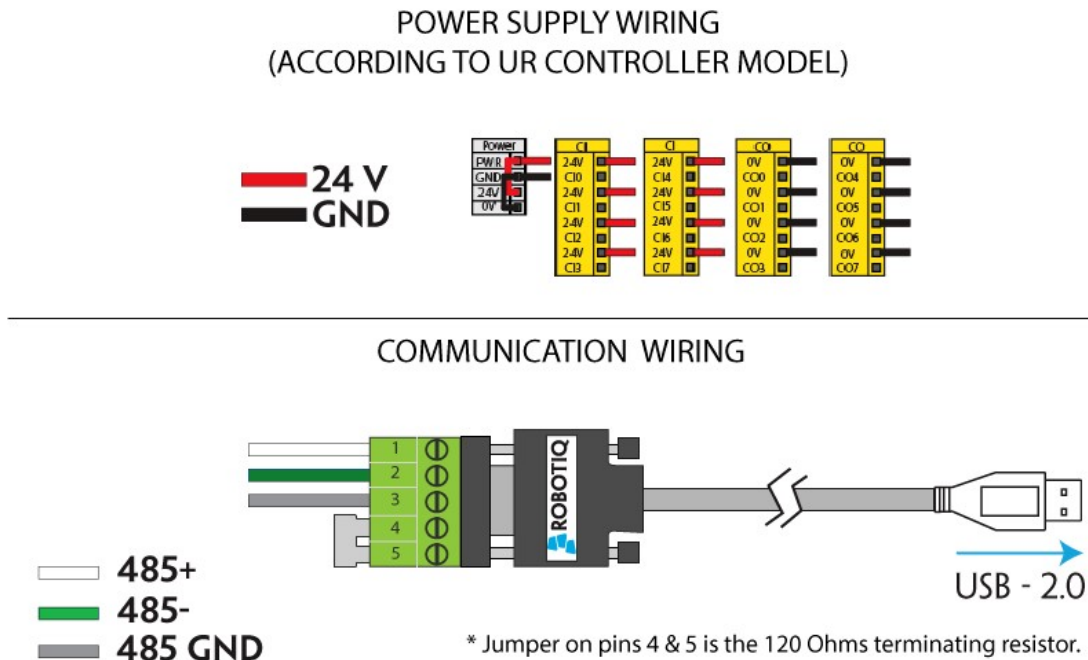 POWER SUPPLY WIRING
(ACCORDING TO UR CONTROLLER MODEL)
24 V
GND
Power
PWR
GND
24V
0V
CI
24V
CI0
24V
CI1
24V
CI2
24V
CI3
CI
24V
CI4
24V
CI5
24V
CI6
24V
CI7
CO
0V
CO0
0V
CO1
0V
CO2
0V
CO3
CO
0V
CO4
0V
CO5
0V
CO6
0V
CO7
COMMUNICATION WIRING
1
2
3
4
5
ROBOTIQ
USB - 2.0
485+
485-
485 GND
* Jumper on pins 4 & 5 is the 120 Ohms terminating resistor.